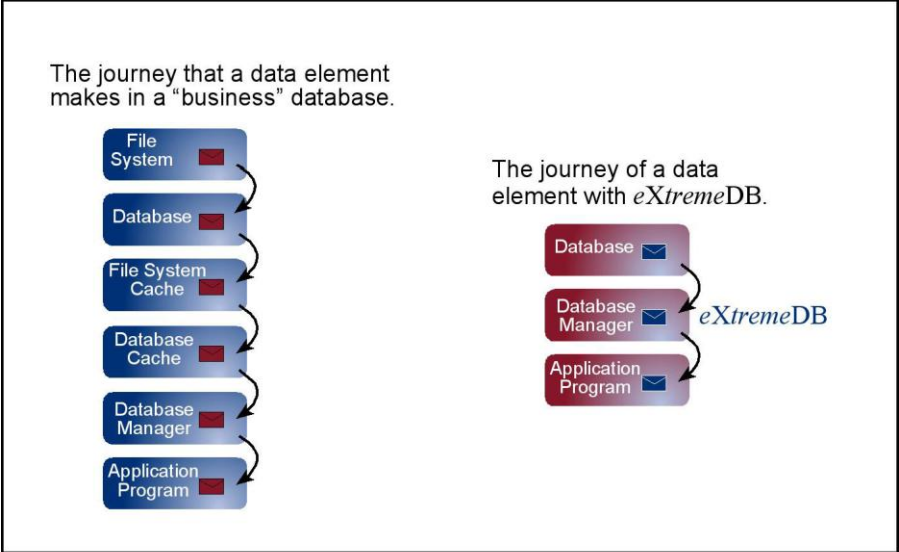 The journey that a data element
makes in a “business” database.
File
System
Database
File System
Cache
Database
Cache
Database
Manager
Application
Program
The journey of a data
element with eXtremeDB.
Database
Database
Manager
eXtremeDB
Application
Program